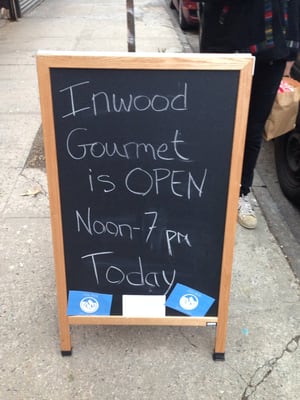 Inwood
Gourmet
is OPEN
Noon-7 pm
Today